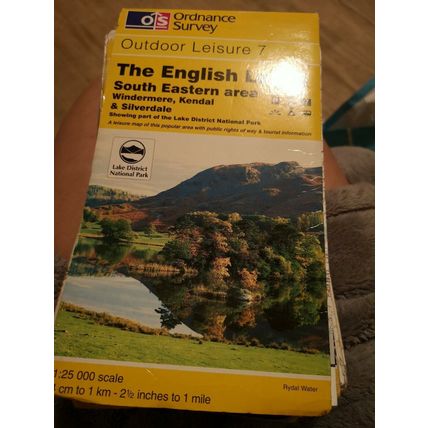 OS Ordnance
Survey
Outdoor Leisure 7
The English
South Eastern area
Windermere, Kendal
& Silverdale
Showing part of the Lake District National Park
A leisure map of this popular area with public rights of way & tourist information
Lake District
National Park
1:25 000 scale
cm to 1 km - 2½ inches to 1 mile
Rydal Water